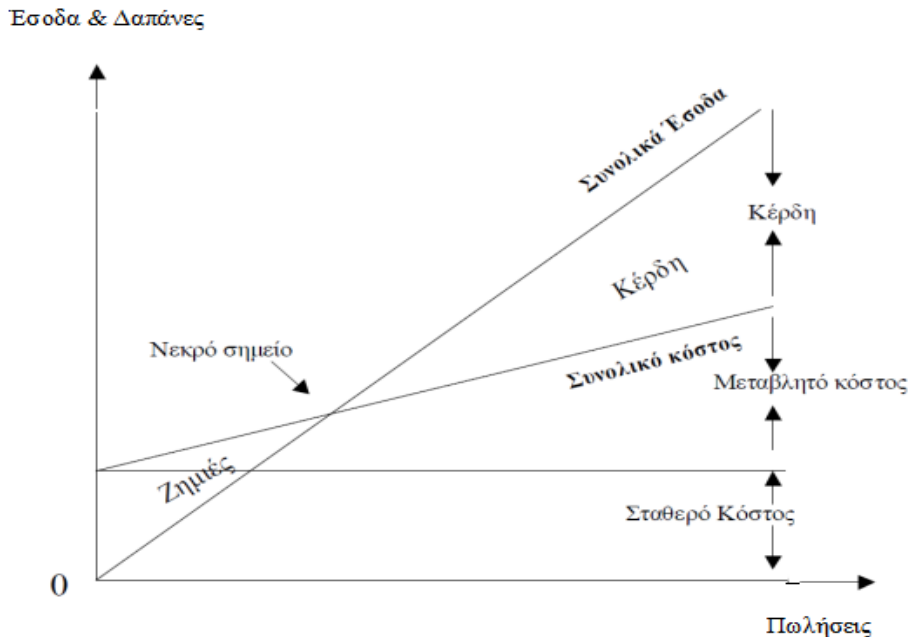 Έσοδα & Δαπάνες
Συνολικά Έσοδα
Κέρδη
Κέρδη
Νεκρό σημείο
Συνολικό κόστος
Μεταβλητό κόστος
Ζημιές
Σταθερό Κόστος
0
Πωλήσεις